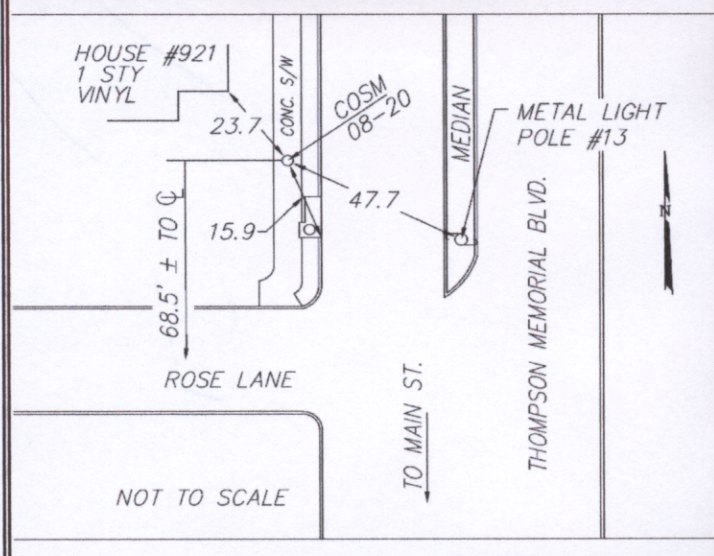 HOUSE #921
1 STY
VINYL
CONC. S/W
COSM
08-20
MEDIAN
METAL LIGHT
POLE #13
23.7
47.7
15.9
68.5' ± TO ℄
N
THOMPSON MEMORIAL BLVD.
ROSE LANE
TO MAIN ST.
NOT TO SCALE